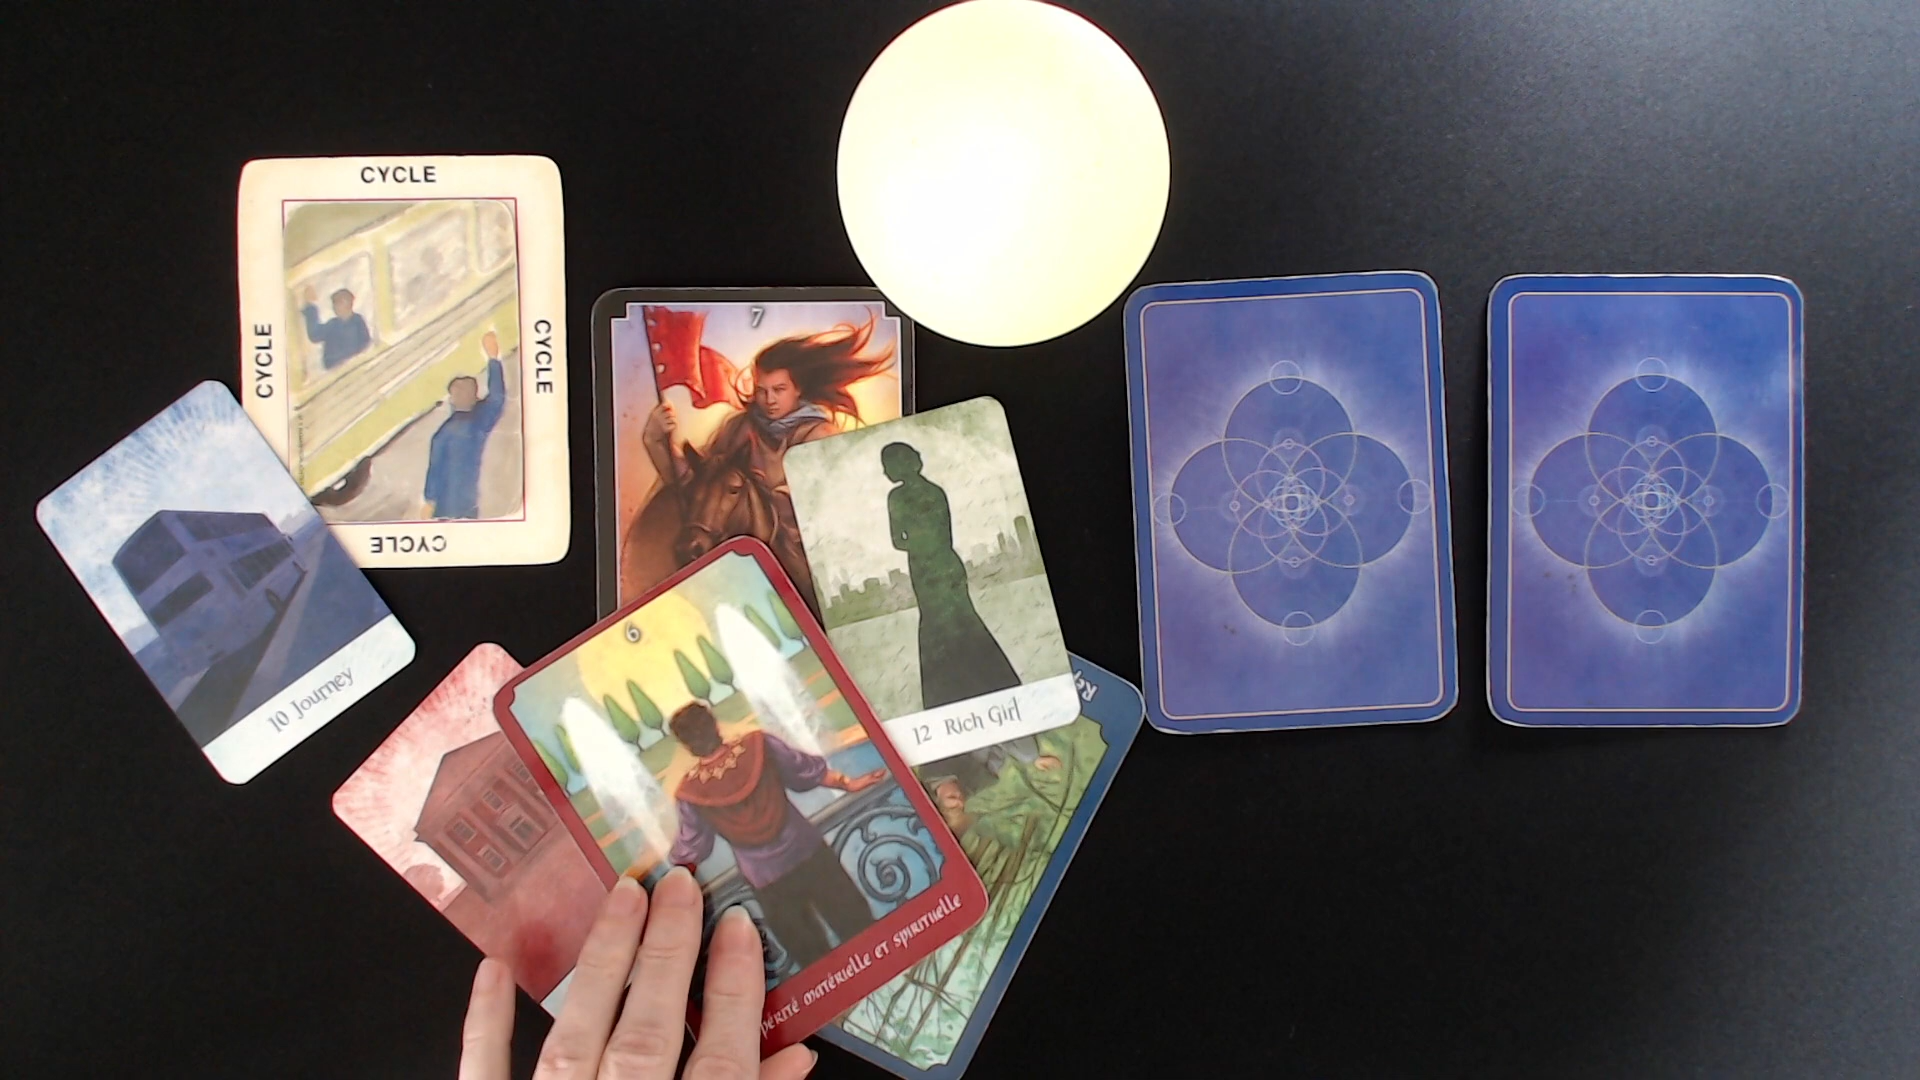 CYCLE
CYCLE
CYCLE
CYCLE
7
10 Journey
6
12 Rich Girl
périté matérielle et spirituelle